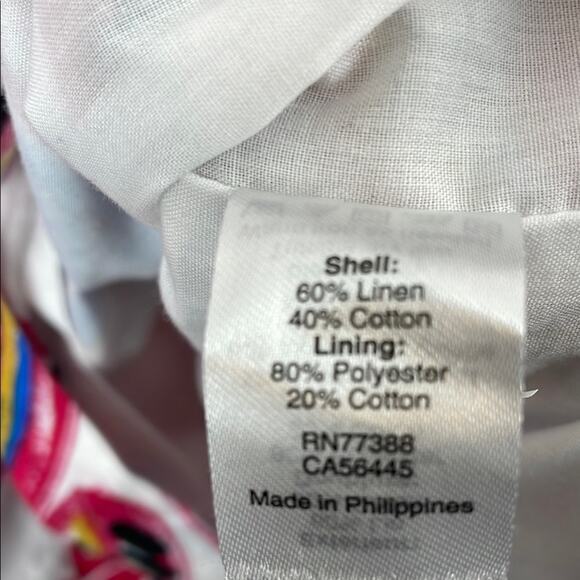 Shell:
60% Linen
40% Cotton
Lining:
80% Polyester
20% Cotton
RN77388
CA56445
Made in Philippines